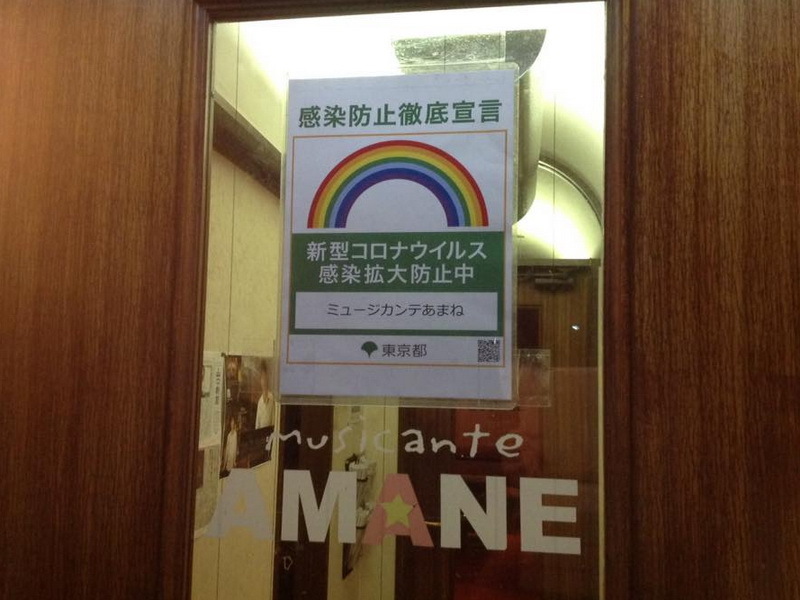 感染防止徹底宣言
新型コロナウイルス
感染拡大防止中
ミュージカンテあまね
東京都
musicante
AMANE